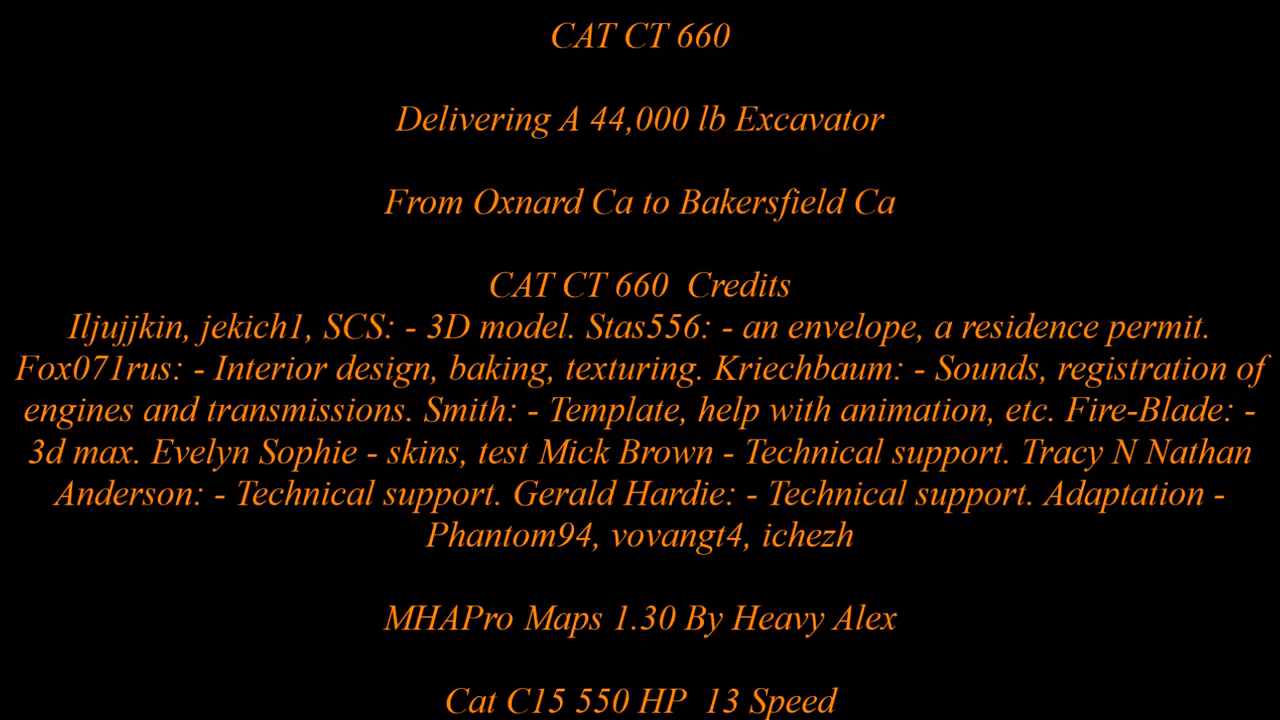 CAT CT 660
Delivering A 44,000 lb Excavator
From Oxnard Ca to Bakersfield Ca
CAT CT 660  Credits
Iljujjkin, jekich1, SCS: - 3D model. Stas556: - an envelope, a residence permit.
Fox071rus: - Interior design, baking, texturing. Kriechbaum: - Sounds, registration of
engines and transmissions. Smith: - Template, help with animation, etc. Fire-Blade: -
3d max. Evelyn Sophie - skins, test Mick Brown - Technical support. Tracy N Nathan
Anderson: - Technical support. Gerald Hardie: - Technical support. Adaptation -
Phantom94, vovangt4, ichezh
MHAPro Maps 1.30 By Heavy Alex
Cat C15 550 HP  13 Speed